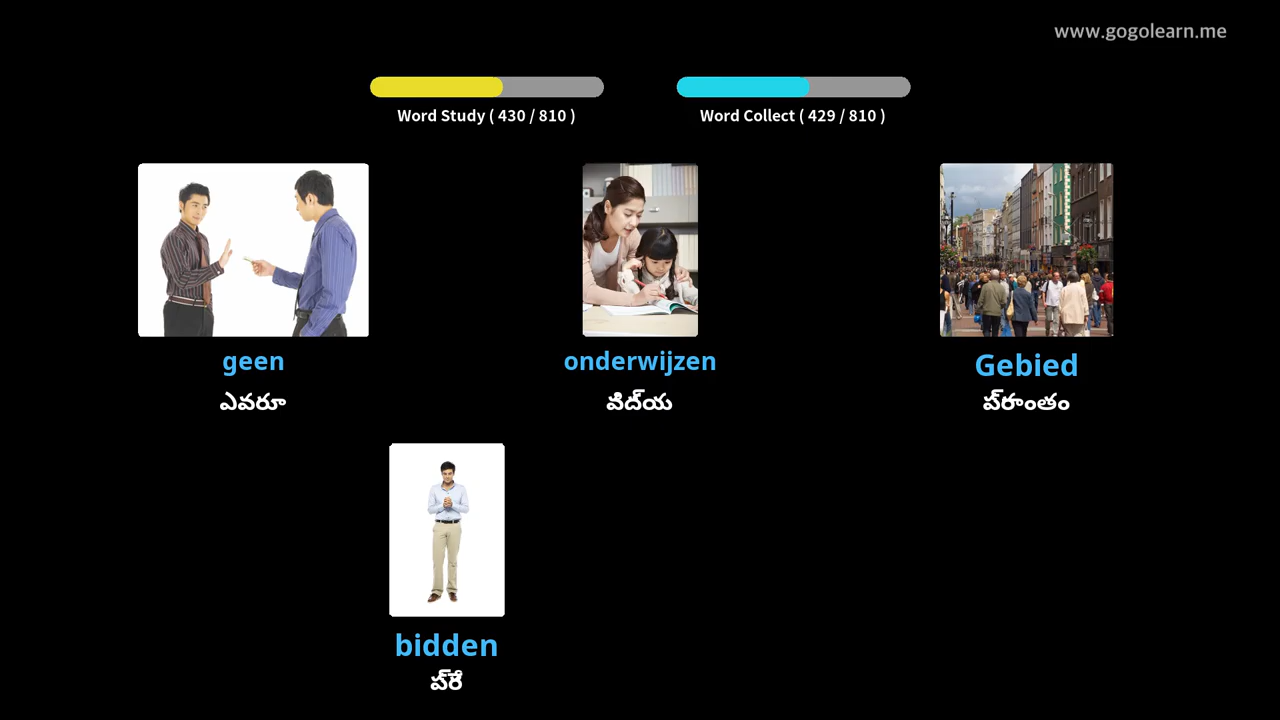 www.gogolearn.me
Word Study ( 430 / 810 )
Word Collect ( 429 / 810 )
geen
onderwijzen
Gebied
ఎవరూ
విద్య
ప్రాంతం
bidden
ప్రే